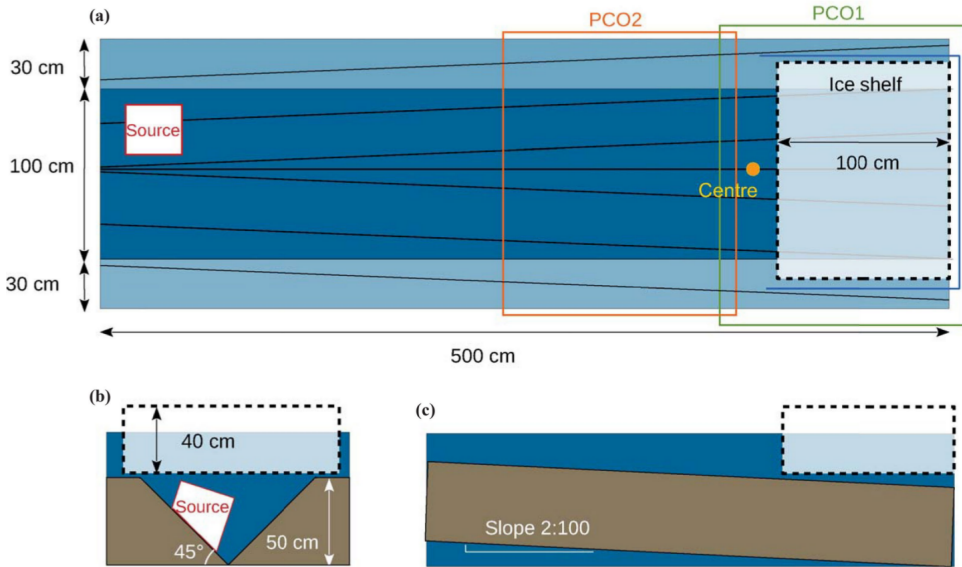 (a)
PCO2
PCO1
30 cm
Ice shelf
Source
100 cm
100 cm
Centre
30 cm
500 cm
(b)
(c)
40 cm
Source
50 cm
45°
Slope 2:100